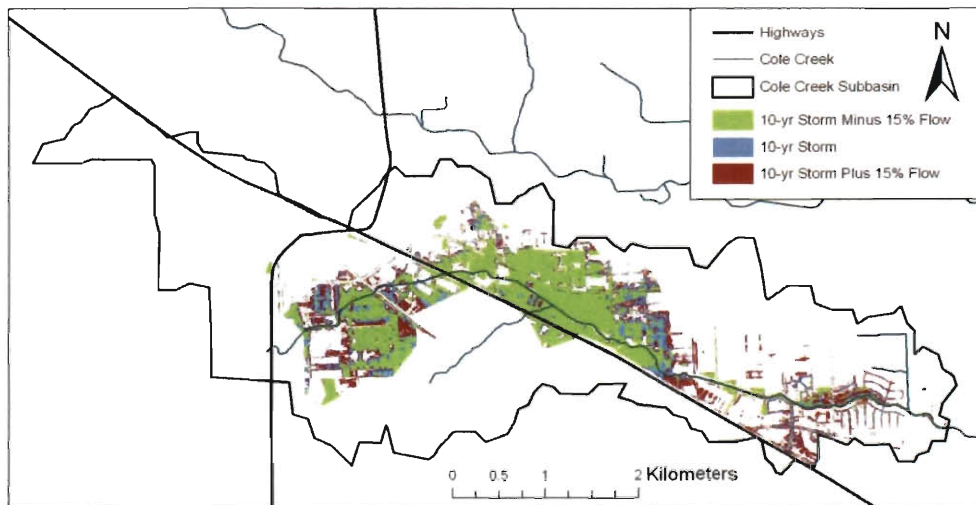 Highways
N
Cole Creek
Cole Creek Subbasin
10-yr Storm Minus 15% Flow
10-yr Storm
10-yr Storm Plus 15% Flow
0 0.5 1 2 Kilometers